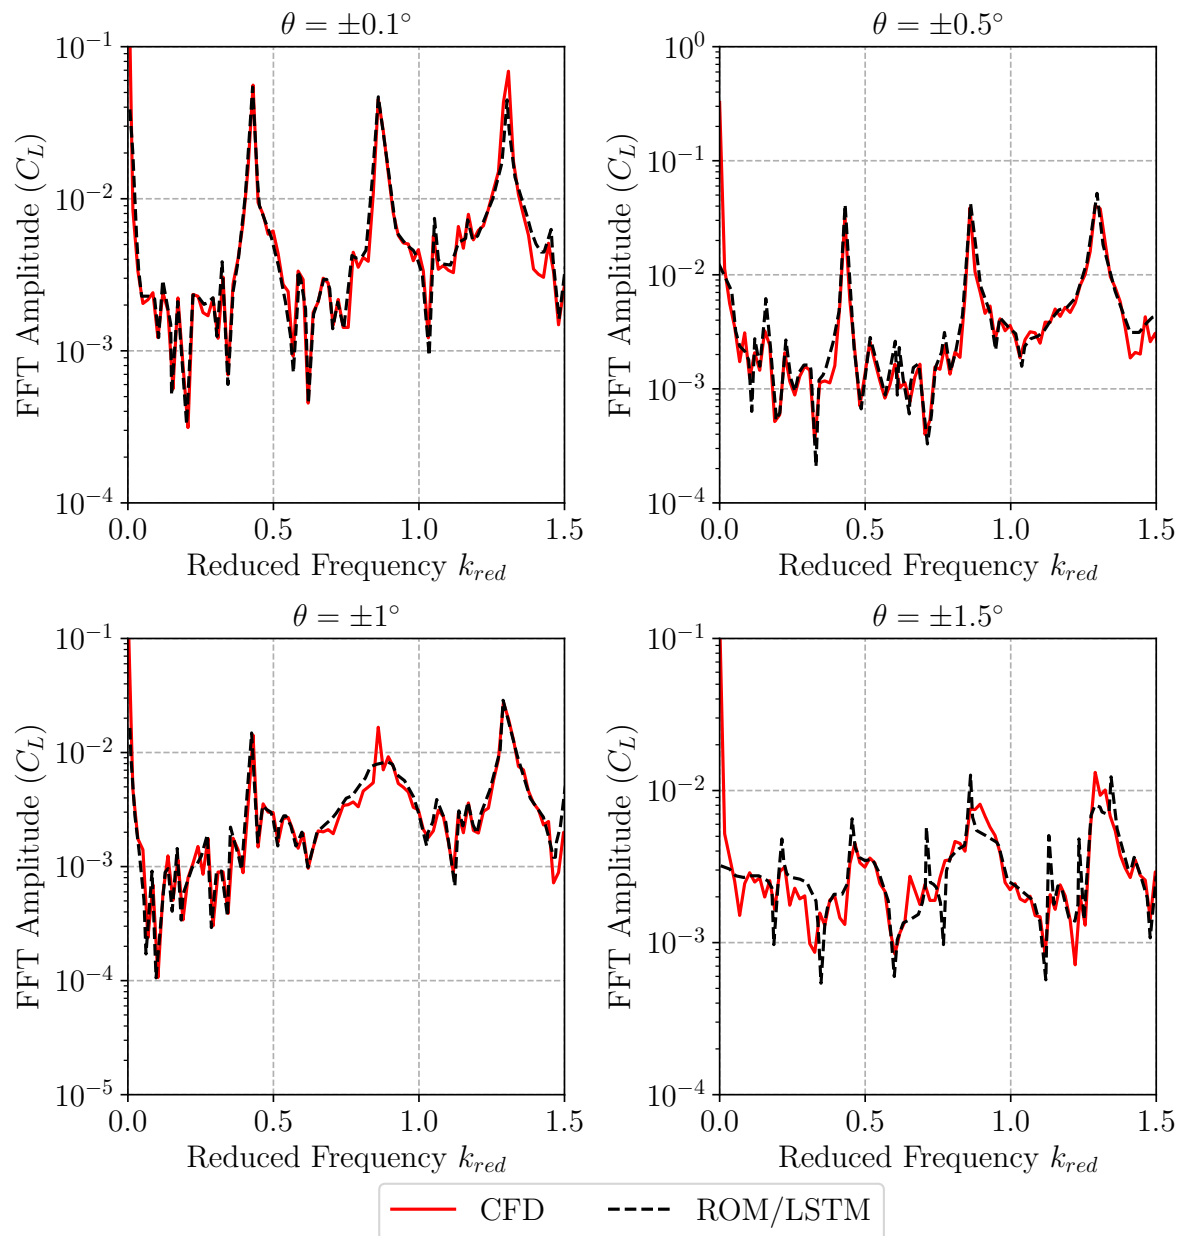 θ = ±0.1°
10⁻¹
10⁻²
10⁻³
10⁻⁴
FFT Amplitude (C_L)
0.0 0.5 1.0 1.5
Reduced Frequency k_red
θ = ±0.5°
10⁰
10⁻¹
10⁻²
10⁻³
10⁻⁴
FFT Amplitude (C_L)
0.0 0.5 1.0 1.5
Reduced Frequency k_red
θ = ±1°
10⁻¹
10⁻²
10⁻³
10⁻⁴
10⁻⁵
FFT Amplitude (C_L)
0.0 0.5 1.0 1.5
Reduced Frequency k_red
θ = ±1.5°
10⁻¹
10⁻²
10⁻³
10⁻⁴
FFT Amplitude (C_L)
0.0 0.5 1.0 1.5
Reduced Frequency k_red
CFD ROM/LSTM